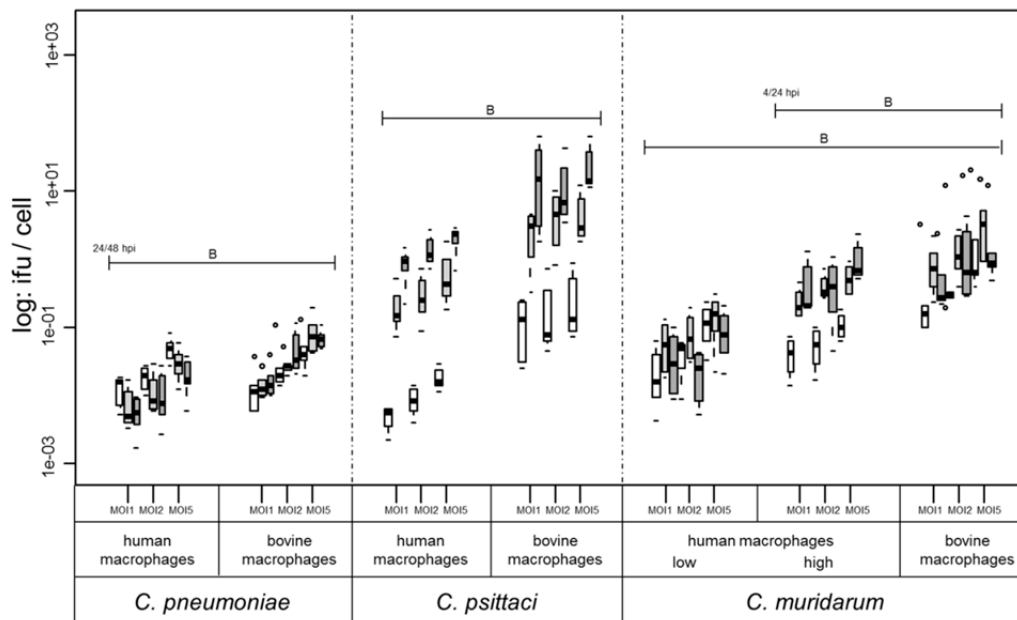 1e+03
1e+01
1e-01
1e-03
log: ifu / cell
24/48 hpi
B
B
4/24 hpi
B
B
MOI1 MOI2 MOI5 MOI1 MOI2 MOI5 MOI1 MOI2 MOI5 MOI1 MOI2 MOI5 MOI1 MOI2 MOI5 MOI1 MOI2 MOI5 MOI1 MOI2 MOI5
human macrophages
bovine macrophages
human macrophages
bovine macrophages
human macrophages
low high
bovine macrophages
C. pneumoniae C. psittaci C. muridarum